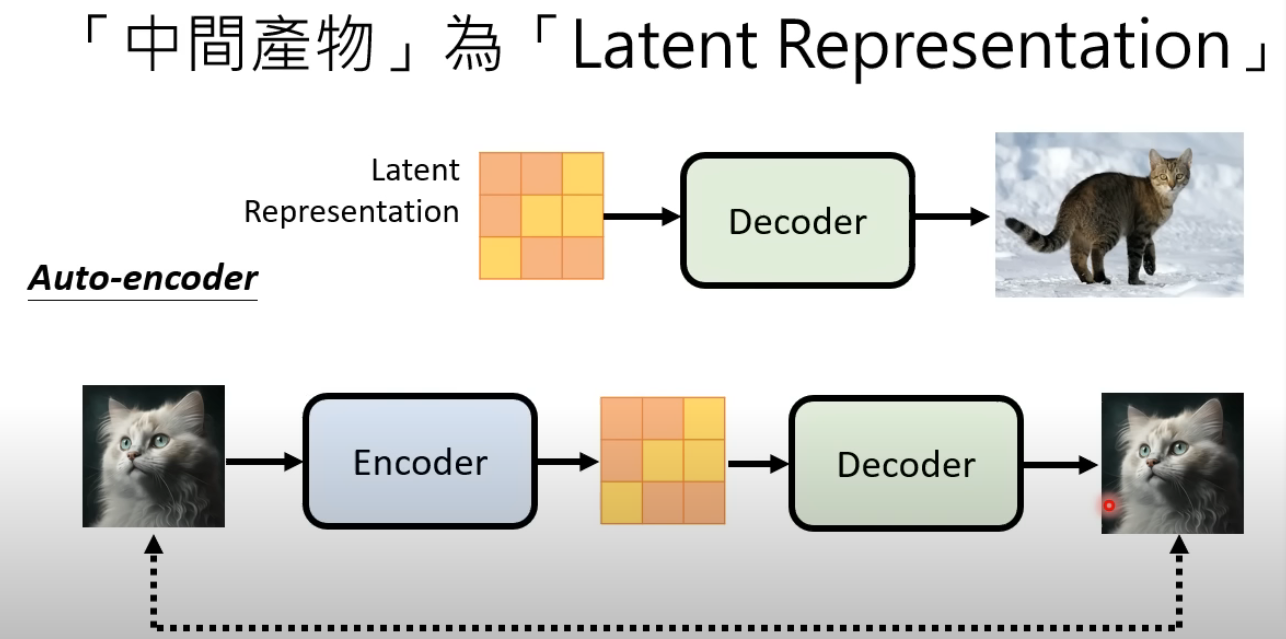 「中間產物」為「Latent Representation」
Latent
Representation
Decoder
Auto-encoder
Encoder
Decoder